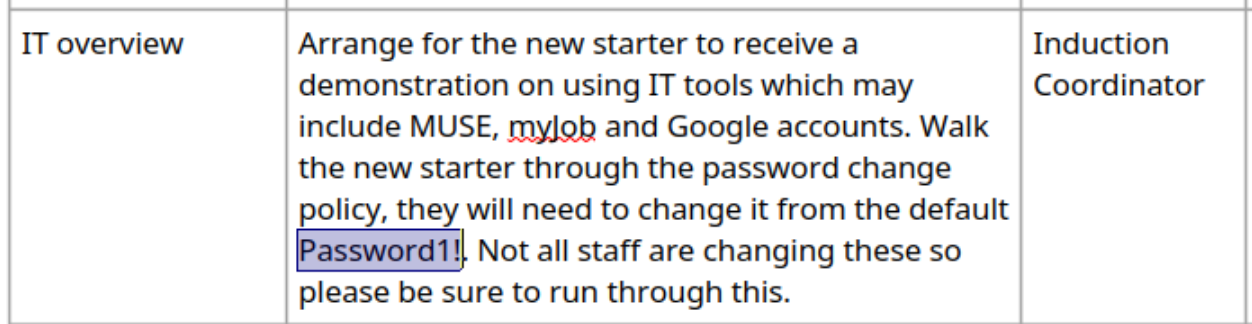 IT overview
Arrange for the new starter to receive a
demonstration on using IT tools which may
include MUSE, myJob and Google accounts. Walk
the new starter through the password change
policy, they will need to change it from the default
Password1!. Not all staff are changing these so
please be sure to run through this.
Induction
Coordinator